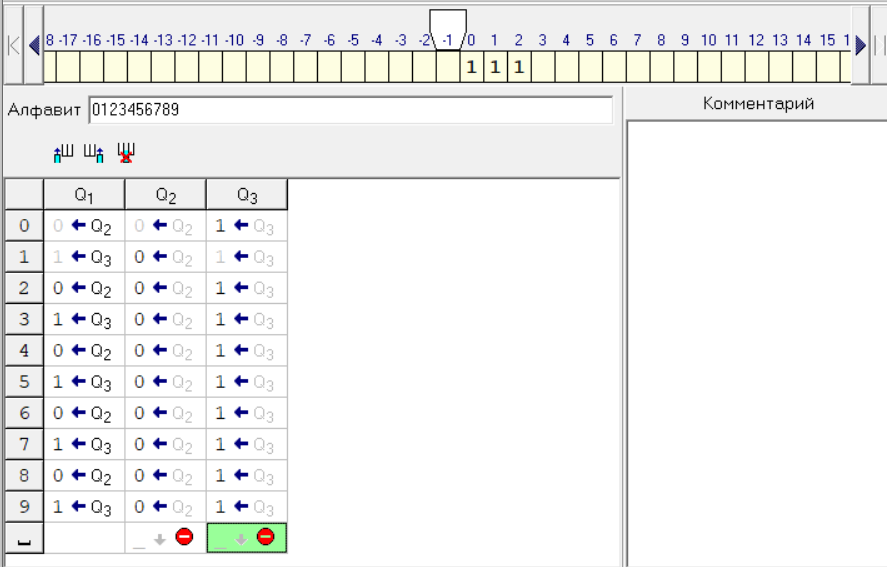 8 -17 -16 -15 -14 -13 -12 -11 -10 -9 -8 -7 -6 -5 -4 -3 -2 -1 0 1 2 3 4 5 6 7 8 9 10 11 12 13 14 15 1
1 1 1
Алфавит 0123456789
Комментарий
Q1 Q2 Q3
0 0 ← Q2 0 ← Q2 1 ← Q3
1 1 ← Q3 0 ← Q2 1 ← Q3
2 0 ← Q2 0 ← Q2 1 ← Q3
3 1 ← Q3 0 ← Q2 1 ← Q3
4 0 ← Q2 0 ← Q2 1 ← Q3
5 1 ← Q3 0 ← Q2 1 ← Q3
6 0 ← Q2 0 ← Q2 1 ← Q3
7 1 ← Q3 0 ← Q2 1 ← Q3
8 0 ← Q2 0 ← Q2 1 ← Q3
9 1 ← Q3 0 ← Q2 1 ← Q3
␣ _ ↓ _ ↓